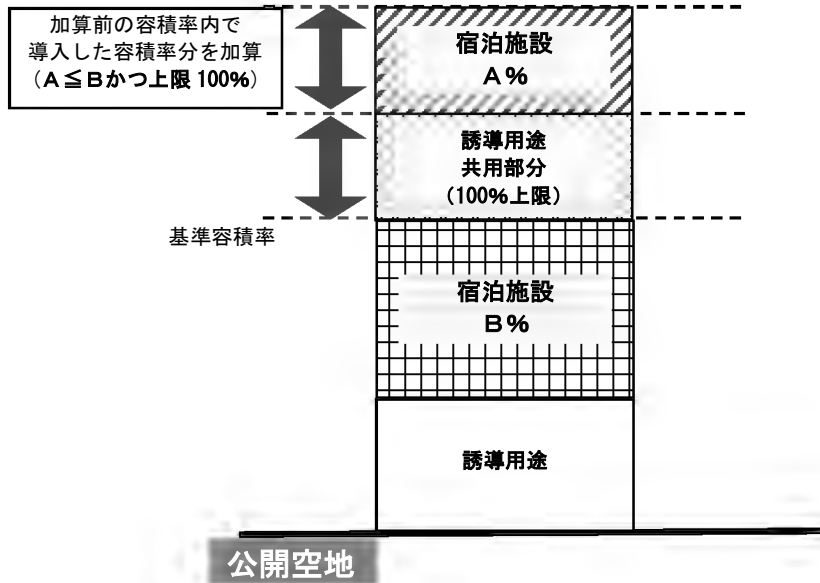 加算前の容積率内で
導入した容積率分を加算
（A≦Bかつ上限100％）
宿泊施設
A％
誘導用途
共用部分
（100％上限）
基準容積率
宿泊施設
B％
誘導用途
公開空地